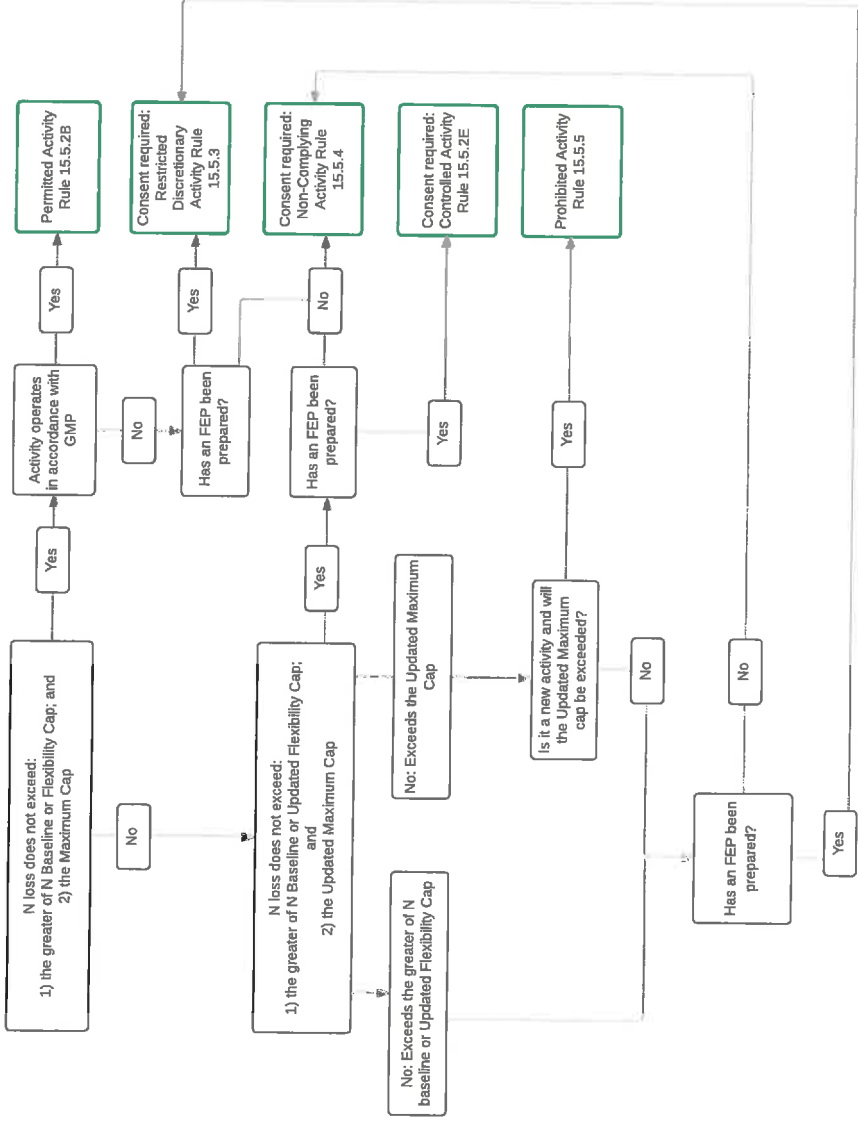 N loss does not exceed:
1) the greater of N Baseline or Flexibility Cap; and
2) the Maximum Cap
Yes
Activity operates
in accordance with
GMP
Yes
Permitted Activity
Rule 15.5.2B
No
No
Has an FEP been
prepared?
Yes
Consent required:
Restricted
Discretionary
Activity Rule
15.5.3
N loss does not exceed:
1) the greater of N Baseline or Updated Flexibility Cap;
and
2) the Updated Maximum Cap
Yes
Has an FEP been
prepared?
No
Consent required:
Non-Complying
Activity Rule
15.5.4
No: Exceeds the greater of N
baseline or Updated Flexibility Cap
No: Exceeds the Updated Maximum
Cap
Yes
Consent required:
Controlled Activity
Rule 15.5.2E
Is it a new activity and will
the Updated Maximum
cap be exceeded?
Yes
Prohibited Activity
Rule 15.5.5
No
Has an FEP been
prepared?
No
Yes